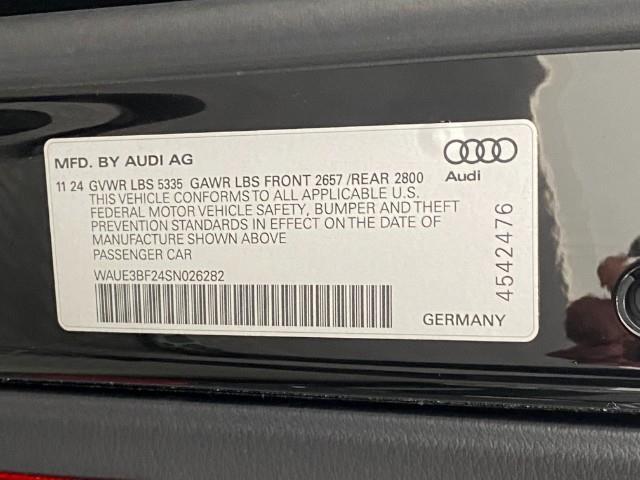 MFD. BY AUDI AG
Audi
11 24 GVWR LBS 5335 GAWR LBS FRONT 2657 /REAR 2800
THIS VEHICLE CONFORMS TO ALL APPLICABLE U.S.
FEDERAL MOTOR VEHICLE SAFETY, BUMPER AND THEFT
PREVENTION STANDARDS IN EFFECT ON THE DATE OF
MANUFACTURE SHOWN ABOVE
PASSENGER CAR
WAUE3BF24SN026282
GERMANY
4542476